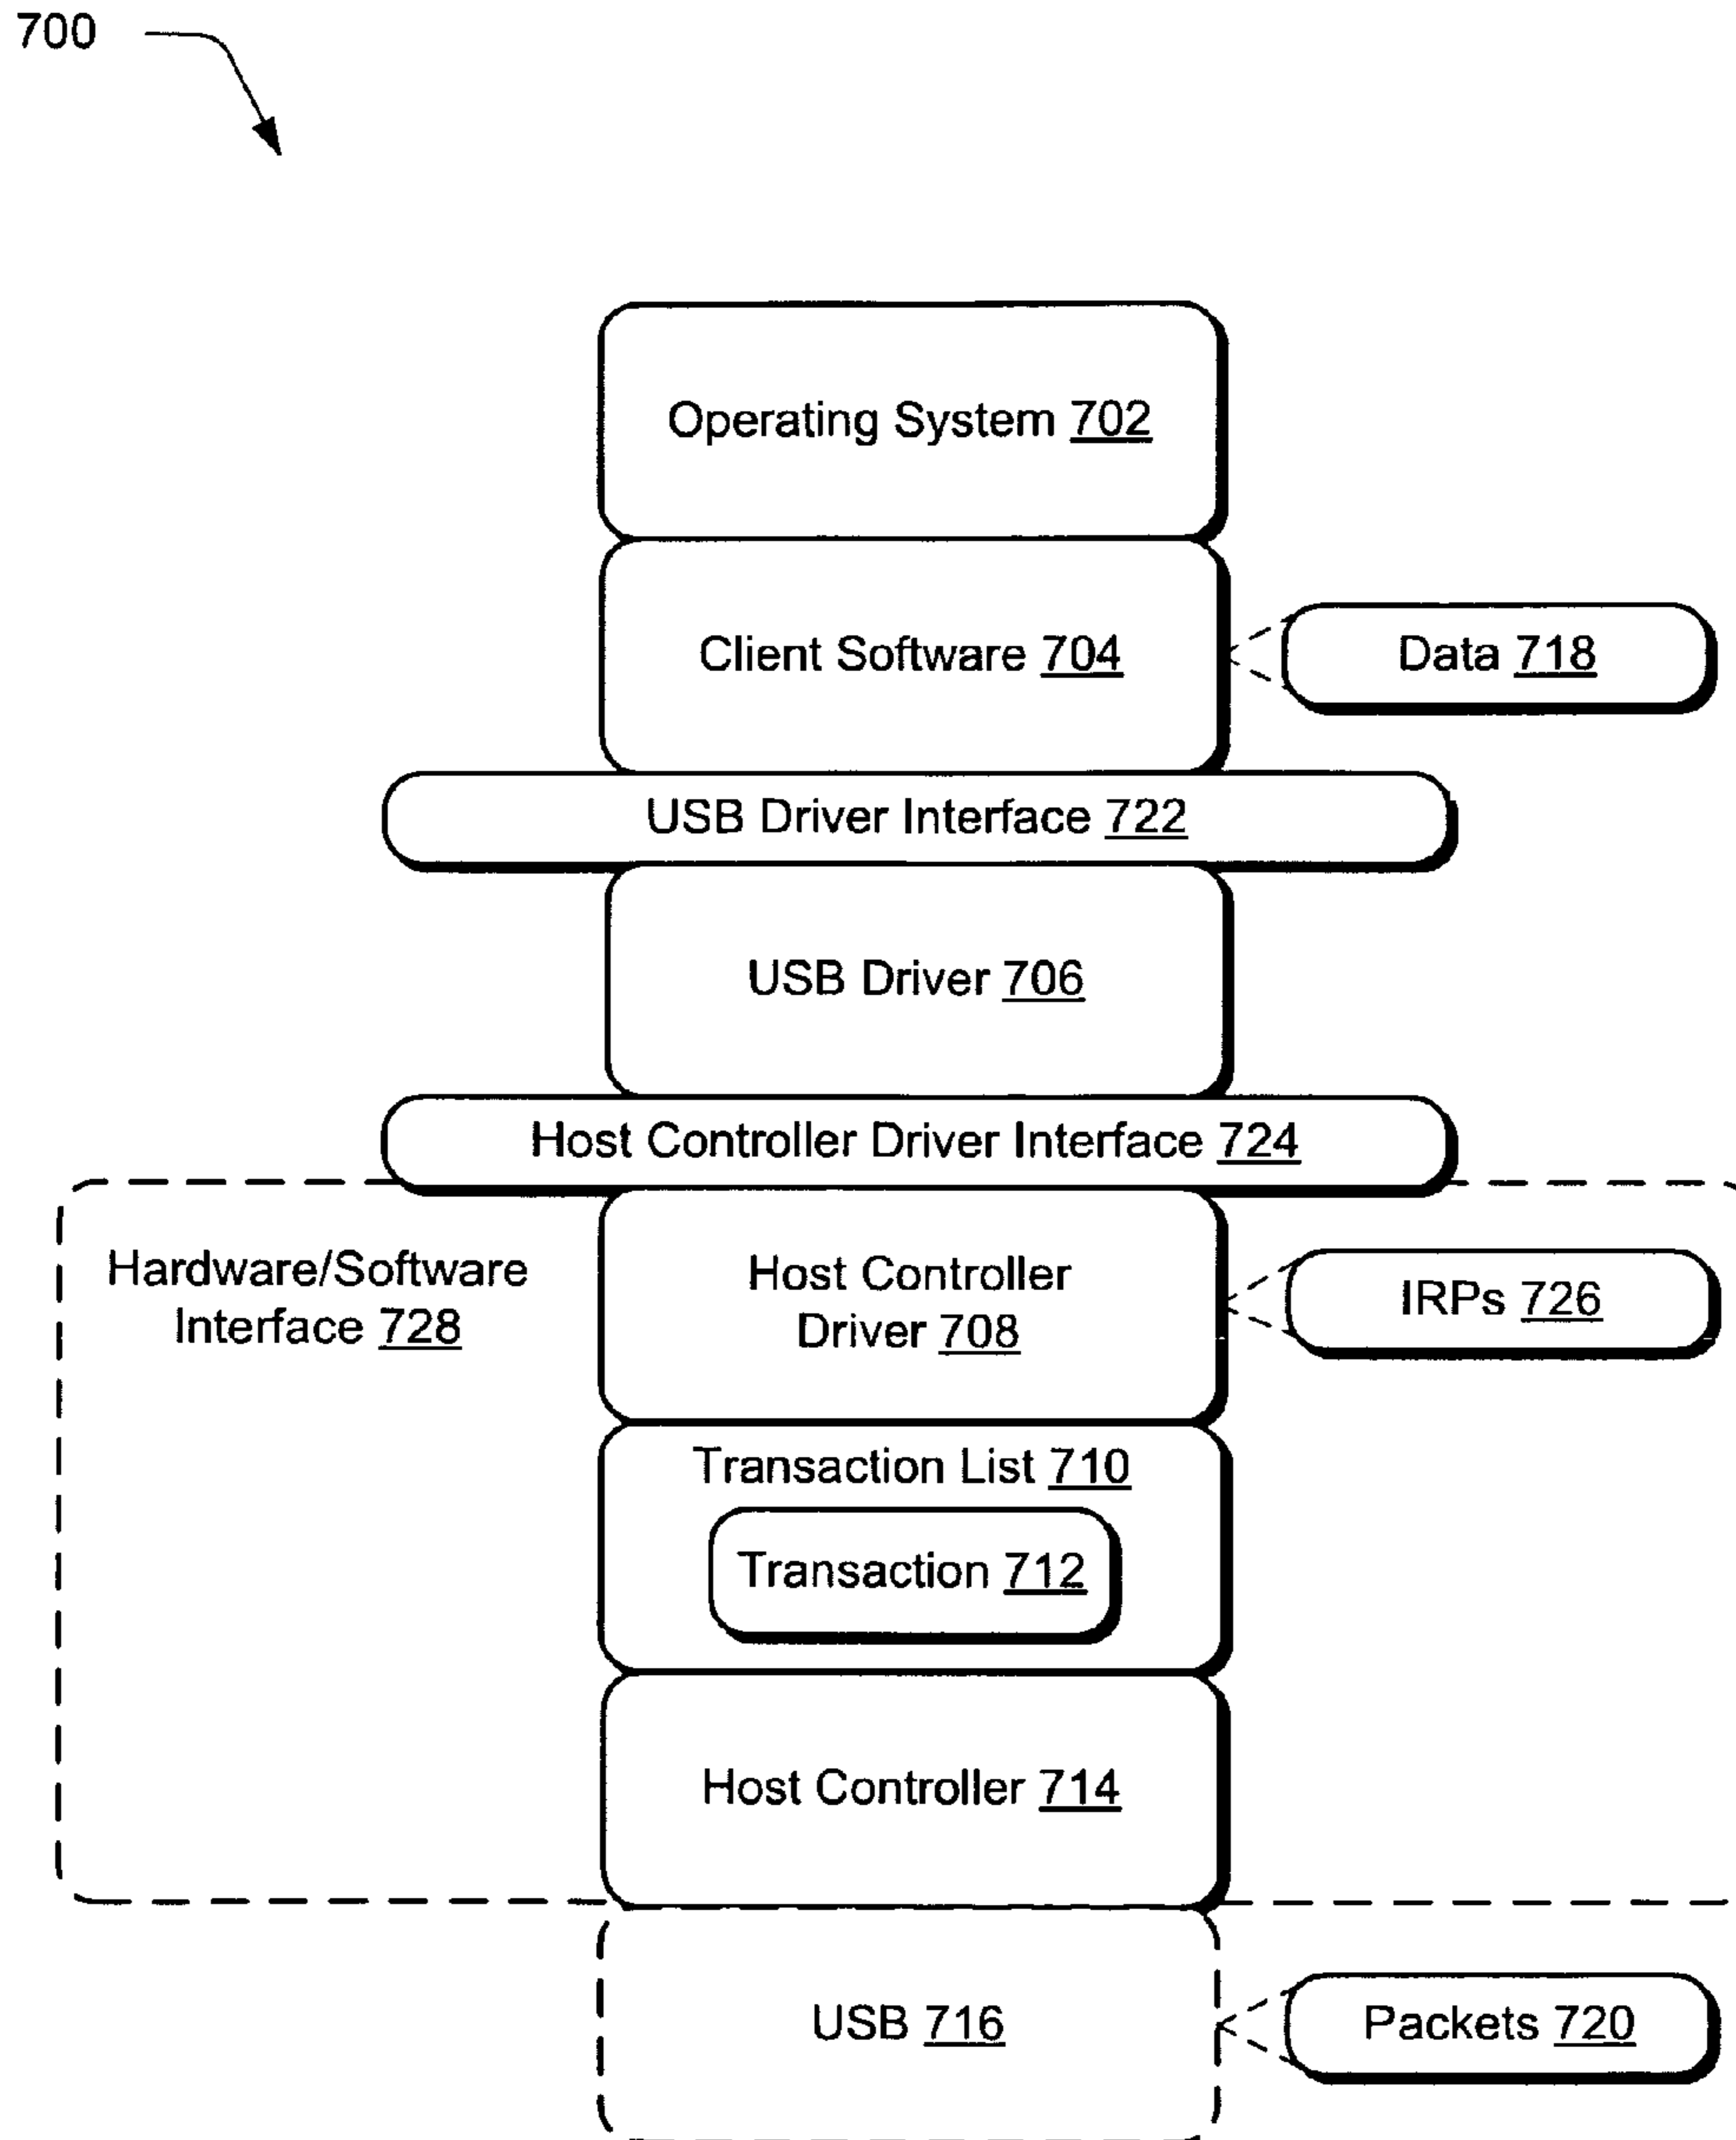 700
Operating System 702
Client Software 704
Data 718
USB Driver Interface 722
USB Driver 706
Host Controller Driver Interface 724
Hardware/Software
Interface 728
Host Controller
Driver 708
IRPs 726
Transaction List 710
Transaction 712
Host Controller 714
USB 716
Packets 720